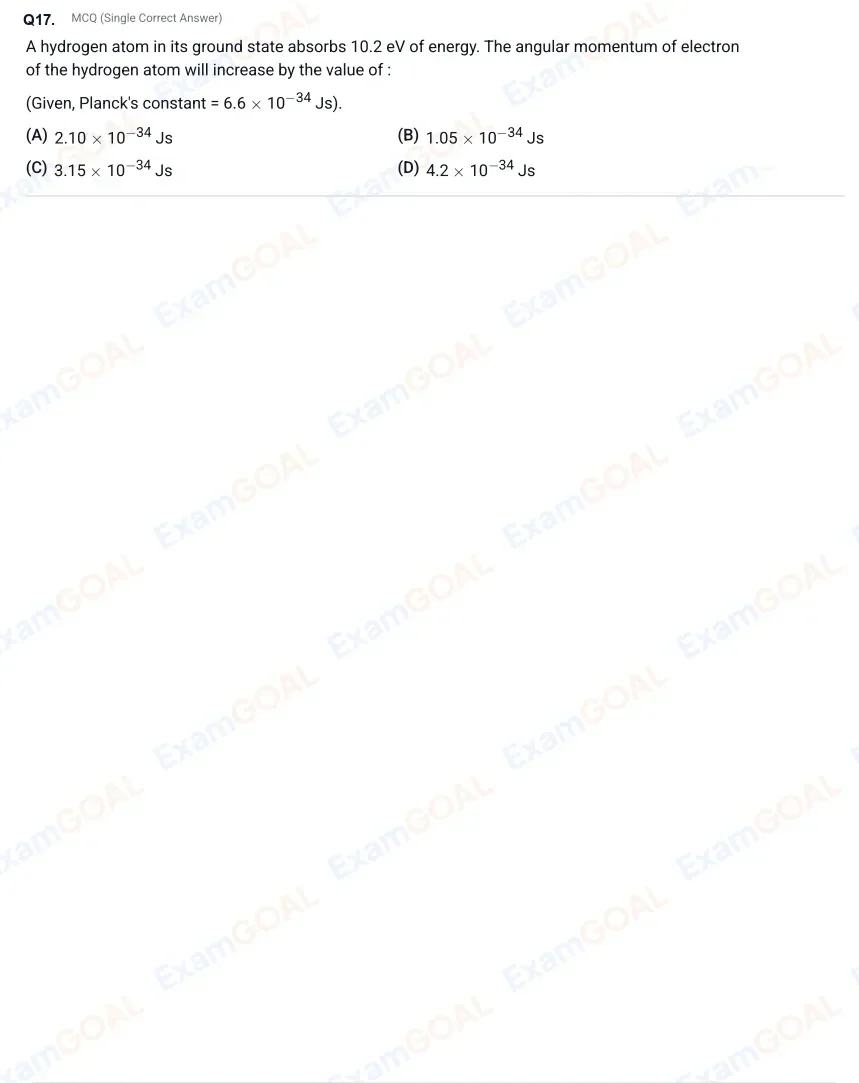 Q17. MCQ (Single Correct Answer)
A hydrogen atom in its ground state absorbs 10.2 eV of energy. The angular momentum of electron
of the hydrogen atom will increase by the value of :
(Given, Planck's constant = 6.6 × 10⁻³⁴ Js).
(A) 2.10 × 10⁻³⁴ Js (B) 1.05 × 10⁻³⁴ Js
(C) 3.15 × 10⁻³⁴ Js (D) 4.2 × 10⁻³⁴ Js
ExamGOAL